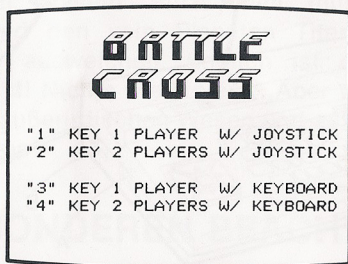 BATTLE
CROSS
"1" KEY 1 PLAYER W/ JOYSTICK
"2" KEY 2 PLAYERS W/ JOYSTICK
"3" KEY 1 PLAYER W/ KEYBOARD
"4" KEY 2 PLAYERS W/ KEYBOARD